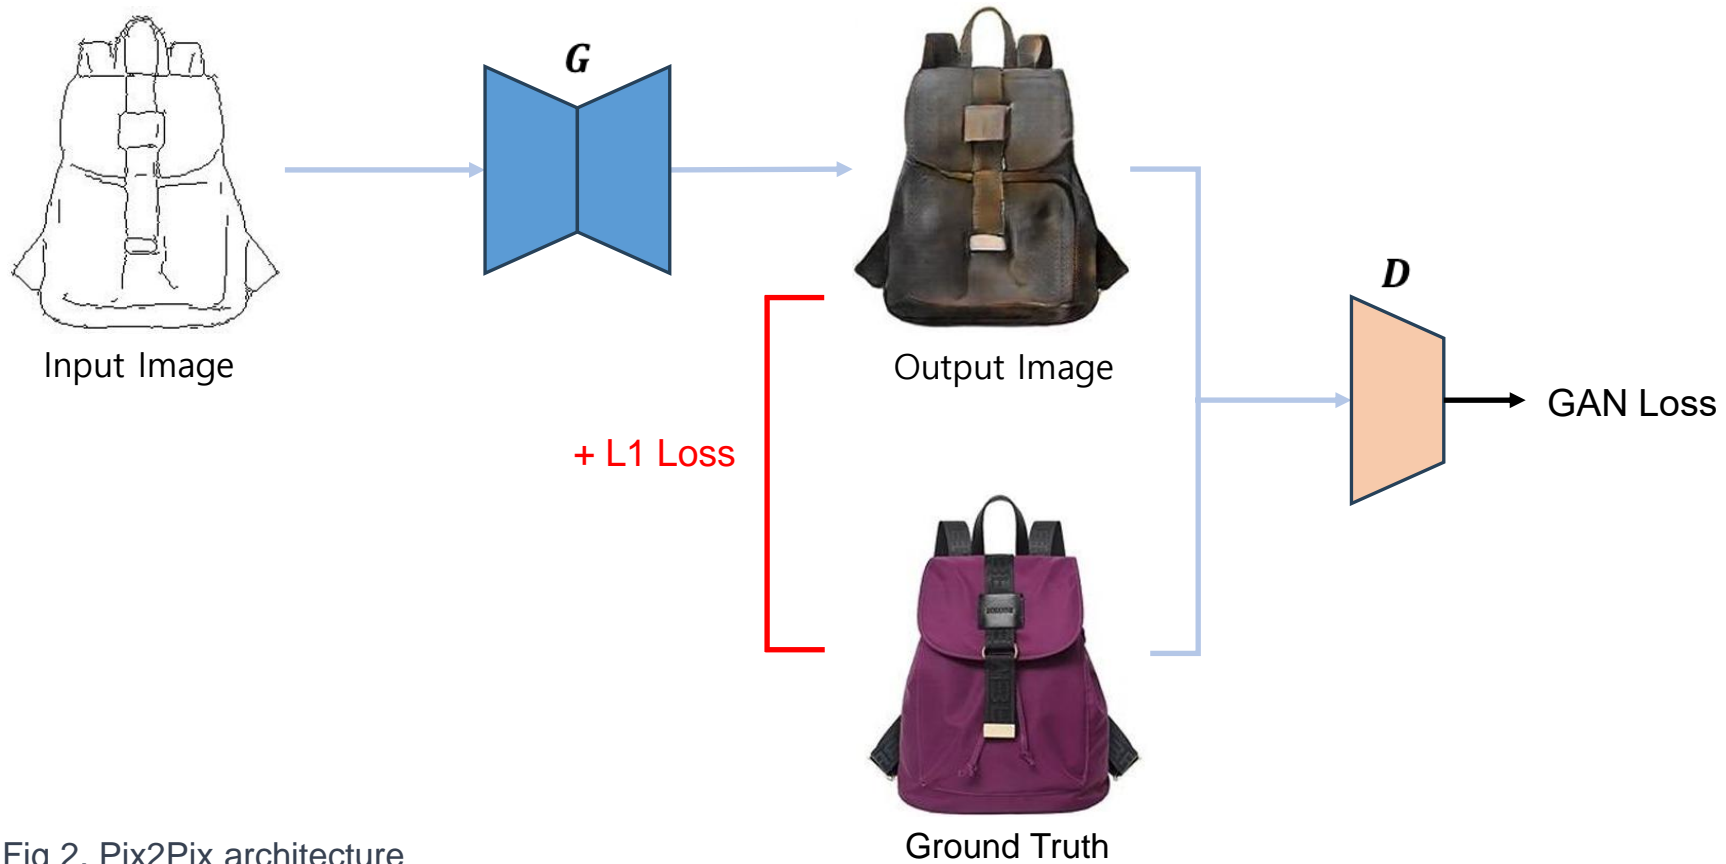 G
Input Image
Output Image
D
GAN Loss
+ L1 Loss
Ground Truth
Fig 2. Pix2Pix architecture